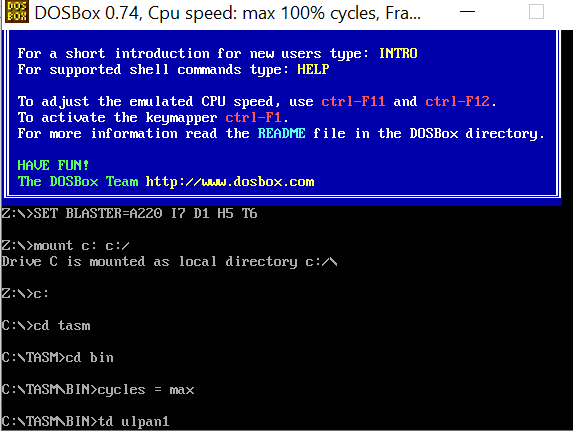 DOS
BOX
DOSBox 0.74, Cpu speed: max 100% cycles, Fra...
For a short introduction for new users type: INTRO
For supported shell commands type: HELP
To adjust the emulated CPU speed, use ctrl-F11 and ctrl-F12.
To activate the keymapper ctrl-F1.
For more information read the README file in the DOSBox directory.
HAVE FUN!
The DOSBox Team http://www.dosbox.com
Z:\>SET BLASTER=A220 I7 D1 H5 T6
Z:\>mount c: c:/
Drive C is mounted as local directory c:/\
Z:\>c:
C:\>cd tasm
C:\TASM>cd bin
C:\TASM\BIN>cycles = max
C:\TASM\BIN>td ulpan1